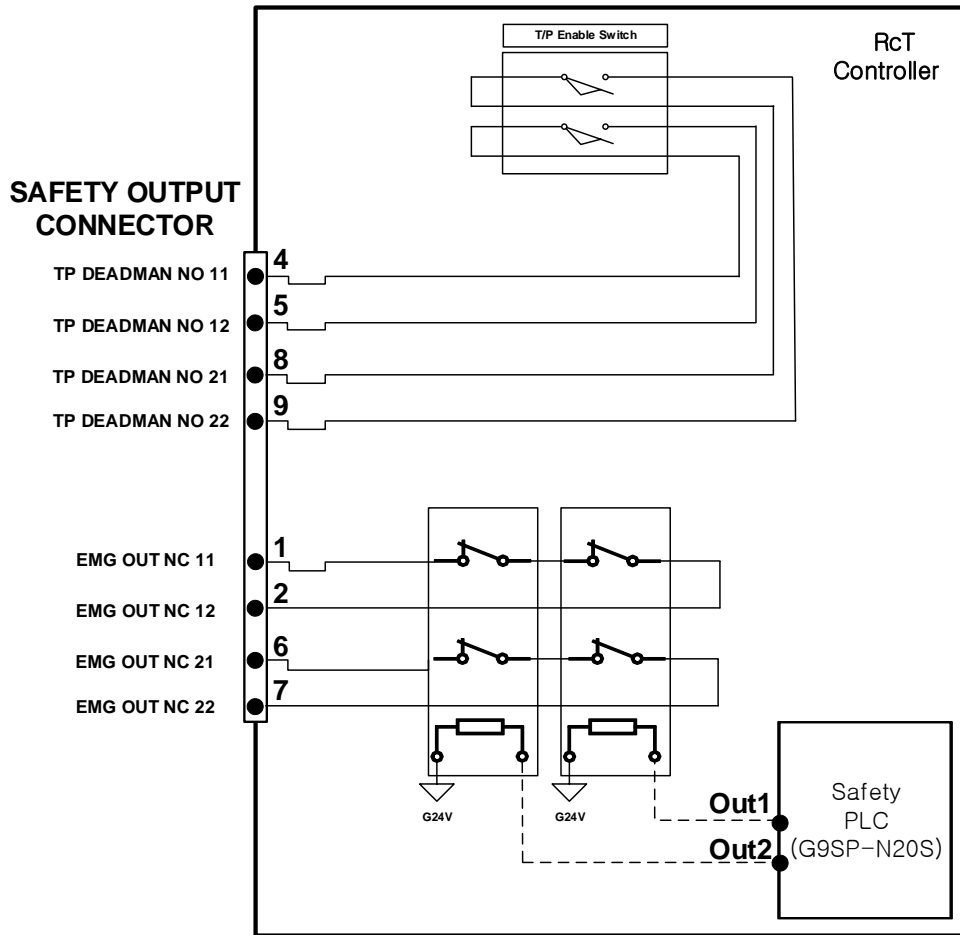 T/P Enable Switch
RcT
Controller
SAFETY OUTPUT
CONNECTOR
4
TP DEADMAN NO 11
5
TP DEADMAN NO 12
8
TP DEADMAN NO 21
9
TP DEADMAN NO 22
1
EMG OUT NC 11
2
EMG OUT NC 12
6
EMG OUT NC 21
7
EMG OUT NC 22
G24V
G24V
Out1
Out2
Safety
PLC
(G9SP-N20S)